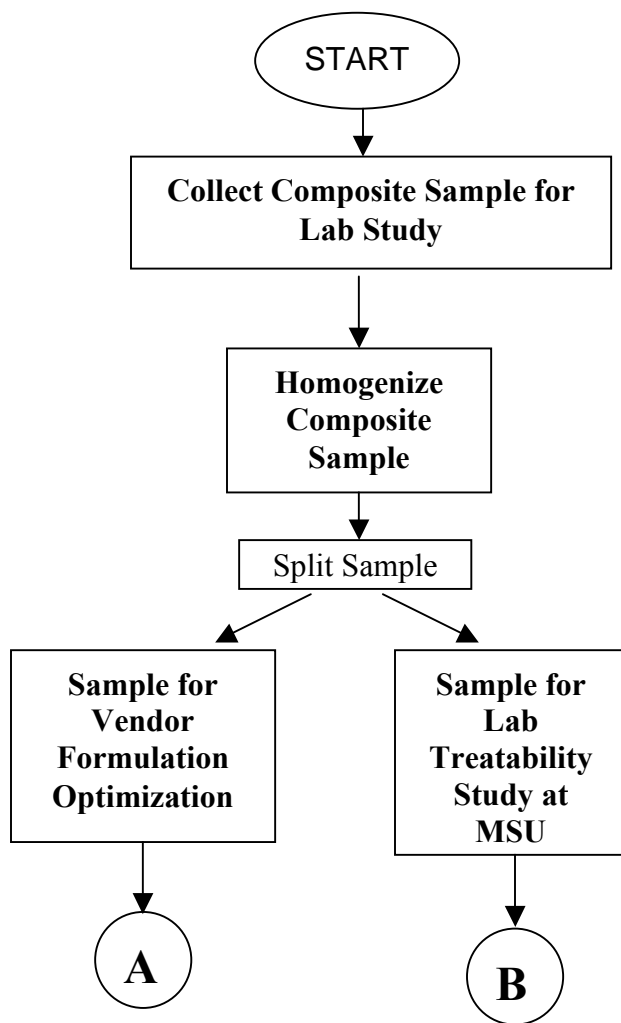 START
Collect Composite Sample for
Lab Study
Homogenize
Composite
Sample
Split Sample
Sample for
Vendor
Formulation
Optimization
Sample for
Lab
Treatability
Study at
MSU
A
B